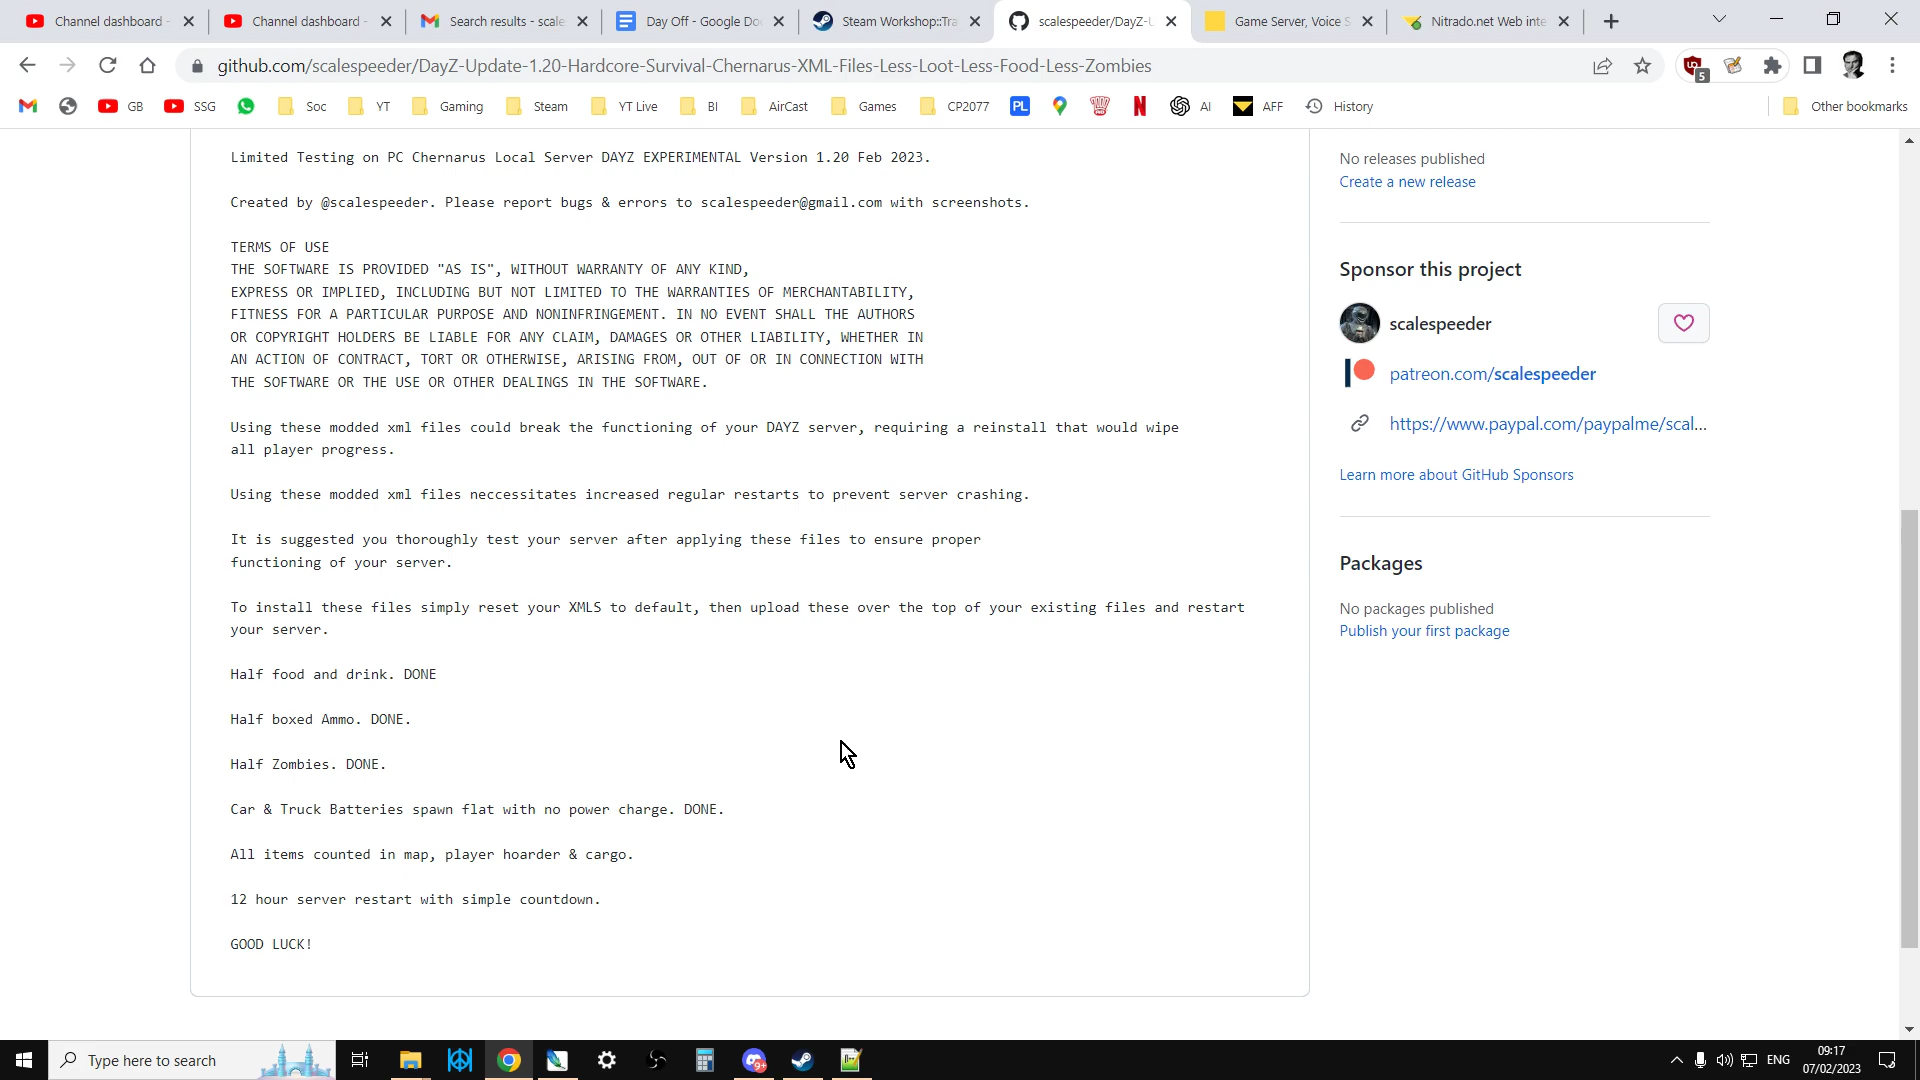 Channel dashboard -
Channel dashboard -
Search results - scale
Day Off - Google Do
Steam Workshop::Tra
scalespeeder/DayZ-U
Game Server, Voice S
Nitrado.net Web inte
github.com/scalespeeder/DayZ-Update-1.20-Hardcore-Survival-Chernarus-XML-Files-Less-Loot-Less-Food-Less-Zombies
5
GB
SSG
Soc
YT
Gaming
Steam
YT Live
BI
AirCast
Games
CP2077
PL
AI
AFF
History
Other bookmarks
Limited Testing on PC Chernarus Local Server DAYZ EXPERIMENTAL Version 1.20 Feb 2023.
Created by @scalespeeder. Please report bugs & errors to scalespeeder@gmail.com with screenshots.
TERMS OF USE
THE SOFTWARE IS PROVIDED "AS IS", WITHOUT WARRANTY OF ANY KIND,
EXPRESS OR IMPLIED, INCLUDING BUT NOT LIMITED TO THE WARRANTIES OF MERCHANTABILITY,
FITNESS FOR A PARTICULAR PURPOSE AND NONINFRINGEMENT. IN NO EVENT SHALL THE AUTHORS
OR COPYRIGHT HOLDERS BE LIABLE FOR ANY CLAIM, DAMAGES OR OTHER LIABILITY, WHETHER IN
AN ACTION OF CONTRACT, TORT OR OTHERWISE, ARISING FROM, OUT OF OR IN CONNECTION WITH
THE SOFTWARE OR THE USE OR OTHER DEALINGS IN THE SOFTWARE.
Using these modded xml files could break the functioning of your DAYZ server, requiring a reinstall that would wipe
all player progress.
Using these modded xml files neccessitates increased regular restarts to prevent server crashing.
It is suggested you thoroughly test your server after applying these files to ensure proper
functioning of your server.
To install these files simply reset your XMLS to default, then upload these over the top of your existing files and restart
your server.
Half food and drink. DONE
Half boxed Ammo. DONE.
Half Zombies. DONE.
Car & Truck Batteries spawn flat with no power charge. DONE.
All items counted in map, player hoarder & cargo.
12 hour server restart with simple countdown.
GOOD LUCK!
No releases published
Create a new release
Sponsor this project
scalespeeder
patreon.com/scalespeeder
https://www.paypal.com/paypalme/scal...
Learn more about GitHub Sponsors
Packages
No packages published
Publish your first package
Type here to search
9+
ENG
09:17
07/02/2023